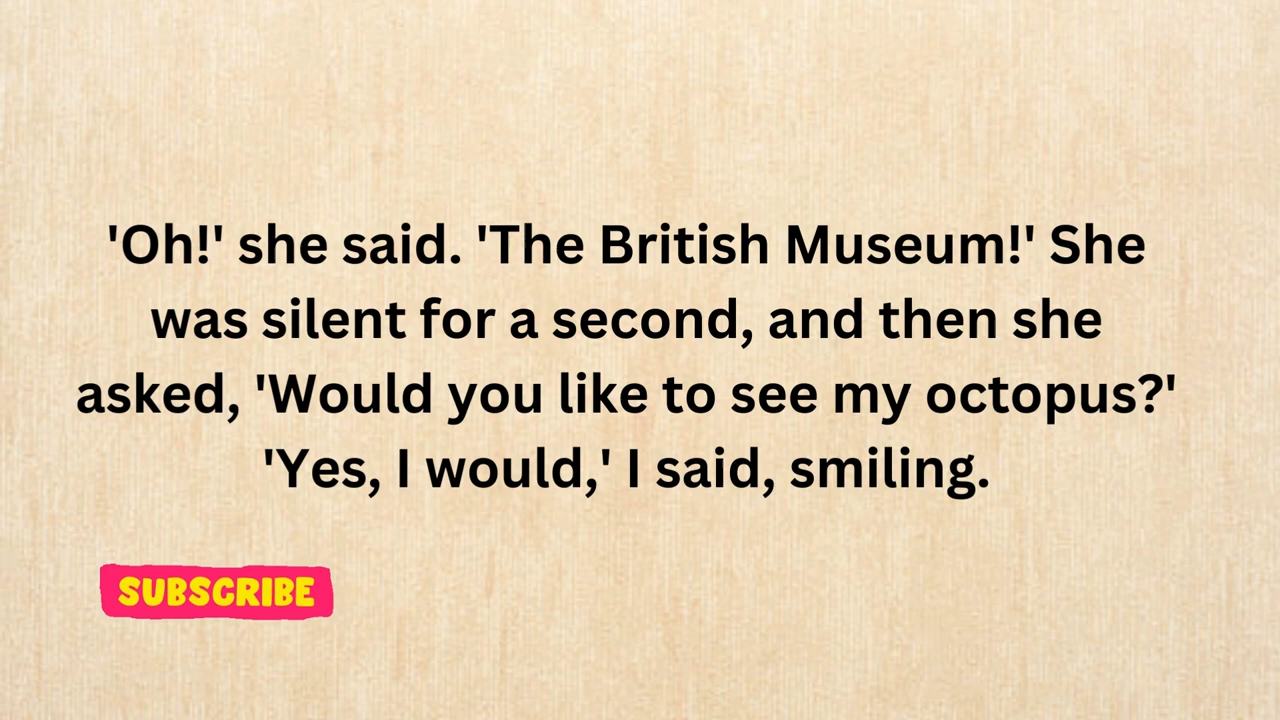 'Oh!' she said. 'The British Museum!' She
was silent for a second, and then she
asked, 'Would you like to see my octopus?'
'Yes, I would,' I said, smiling.
SUBSCRIBE